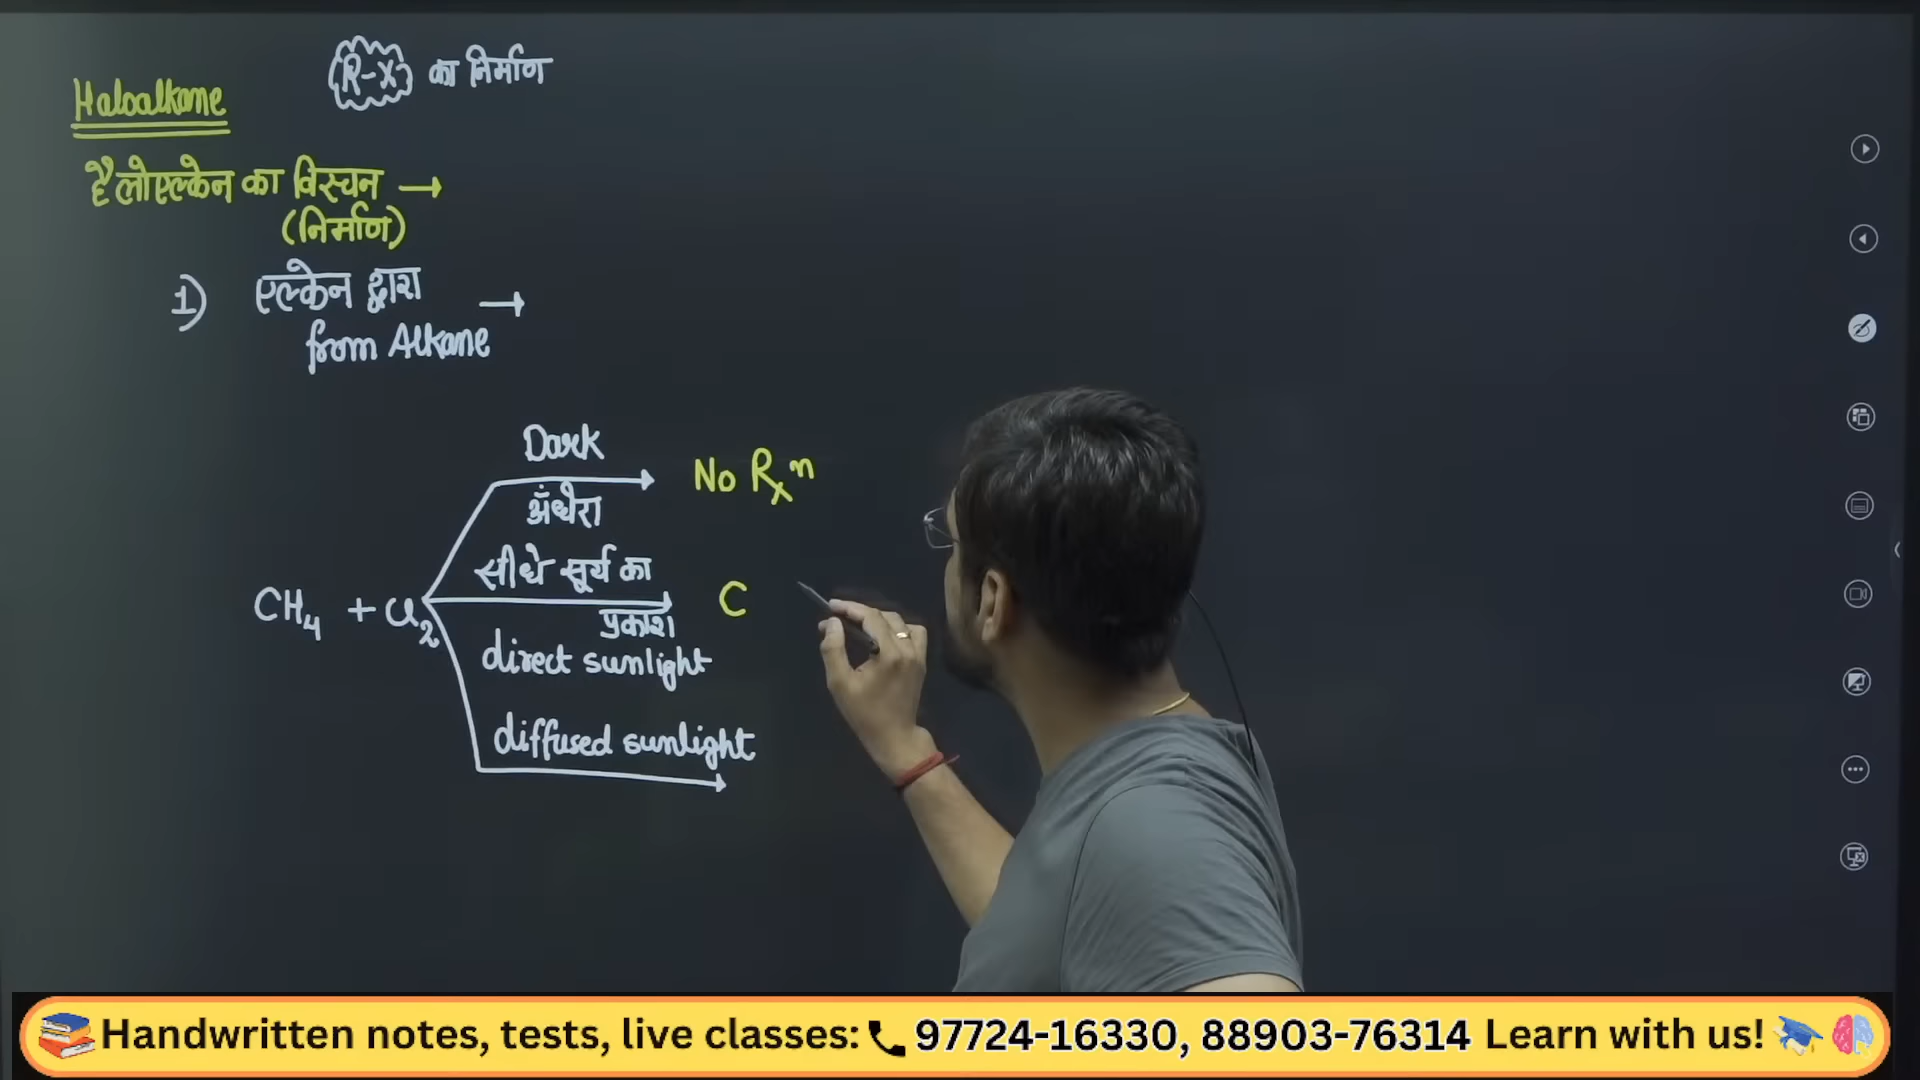 (R-X) का निर्माण
Haloalkane
हैलोएल्केन का विरचन →
(निर्माण)
1) एल्केन द्वारा →
from Alkane
Dark
No Rxn
अँधेरा
सीधे सूर्य का
प्रकाश
CH4 + Cl2
C
direct sunlight
diffused sunlight
Handwritten notes, tests, live classes: 97724-16330, 88903-76314 Learn with us!